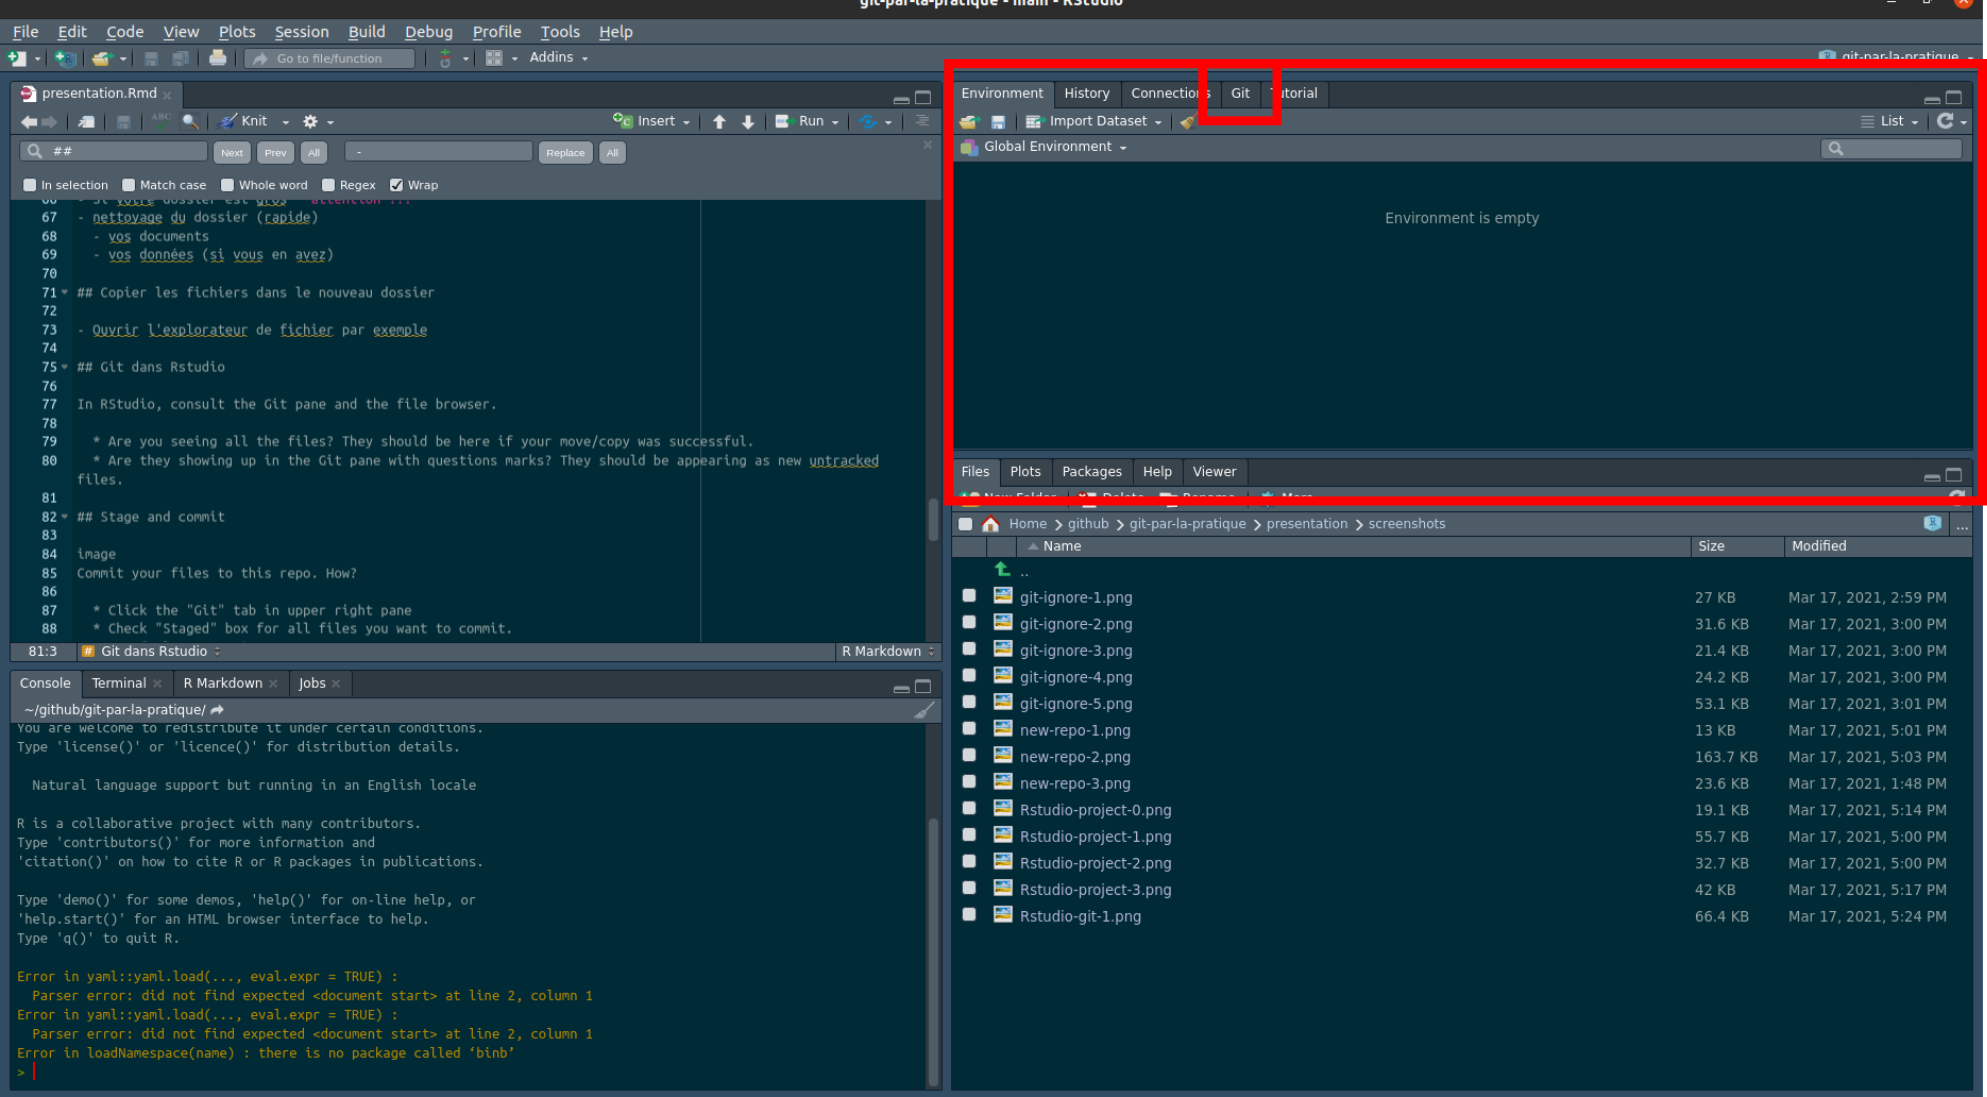 git-par-la-pratique - main - RStudio
File Edit Code View Plots Session Build Debug Profile Tools Help
Go to file/function Addins git-par-la-pratique
presentation.Rmd
ABC Knit Insert Run
## Next Prev All - Replace All
In selection Match case Whole word Regex Wrap
66 - Si votre dossier est gros attention !!!
67 - nettoyage du dossier (rapide)
68 - vos documents
69 - vos données (si vous en avez)
70
71 ## Copier les fichiers dans le nouveau dossier
72
73 - Ouvrir l'explorateur de fichier par exemple
74
75 ## Git dans Rstudio
76
77 In RStudio, consult the Git pane and the file browser.
78
79 * Are you seeing all the files? They should be here if your move/copy was successful.
80 * Are they showing up in the Git pane with questions marks? They should be appearing as new untracked
files.
81
82 ## Stage and commit
83
84 image
85 Commit your files to this repo. How?
86
87 * Click the "Git" tab in upper right pane
88 * Check "Staged" box for all files you want to commit.
81:3 # Git dans Rstudio R Markdown
Console Terminal R Markdown Jobs
~/github/git-par-la-pratique/
You are welcome to redistribute it under certain conditions.
Type 'license()' or 'licence()' for distribution details.
Natural language support but running in an English locale
R is a collaborative project with many contributors.
Type 'contributors()' for more information and
'citation()' on how to cite R or R packages in publications.
Type 'demo()' for some demos, 'help()' for on-line help, or
'help.start()' for an HTML browser interface to help.
Type 'q()' to quit R.
Error in yaml::yaml.load(..., eval.expr = TRUE) :
Parser error: did not find expected <document start> at line 2, column 1
Error in yaml::yaml.load(..., eval.expr = TRUE) :
Parser error: did not find expected <document start> at line 2, column 1
Error in loadNamespace(name) : there is no package called ‘binb’
>
Environment History Connections Git Tutorial
Import Dataset List
Global Environment
Environment is empty
Files Plots Packages Help Viewer
New Folder Delete Rename More
Home github git-par-la-pratique presentation screenshots R ...
Name Size Modified
..
git-ignore-1.png 27 KB Mar 17, 2021, 2:59 PM
git-ignore-2.png 31.6 KB Mar 17, 2021, 3:00 PM
git-ignore-3.png 21.4 KB Mar 17, 2021, 3:00 PM
git-ignore-4.png 24.2 KB Mar 17, 2021, 3:00 PM
git-ignore-5.png 53.1 KB Mar 17, 2021, 3:01 PM
new-repo-1.png 13 KB Mar 17, 2021, 5:01 PM
new-repo-2.png 163.7 KB Mar 17, 2021, 5:03 PM
new-repo-3.png 23.6 KB Mar 17, 2021, 1:48 PM
Rstudio-project-0.png 19.1 KB Mar 17, 2021, 5:14 PM
Rstudio-project-1.png 55.7 KB Mar 17, 2021, 5:00 PM
Rstudio-project-2.png 32.7 KB Mar 17, 2021, 5:00 PM
Rstudio-project-3.png 42 KB Mar 17, 2021, 5:17 PM
Rstudio-git-1.png 66.4 KB Mar 17, 2021, 5:24 PM